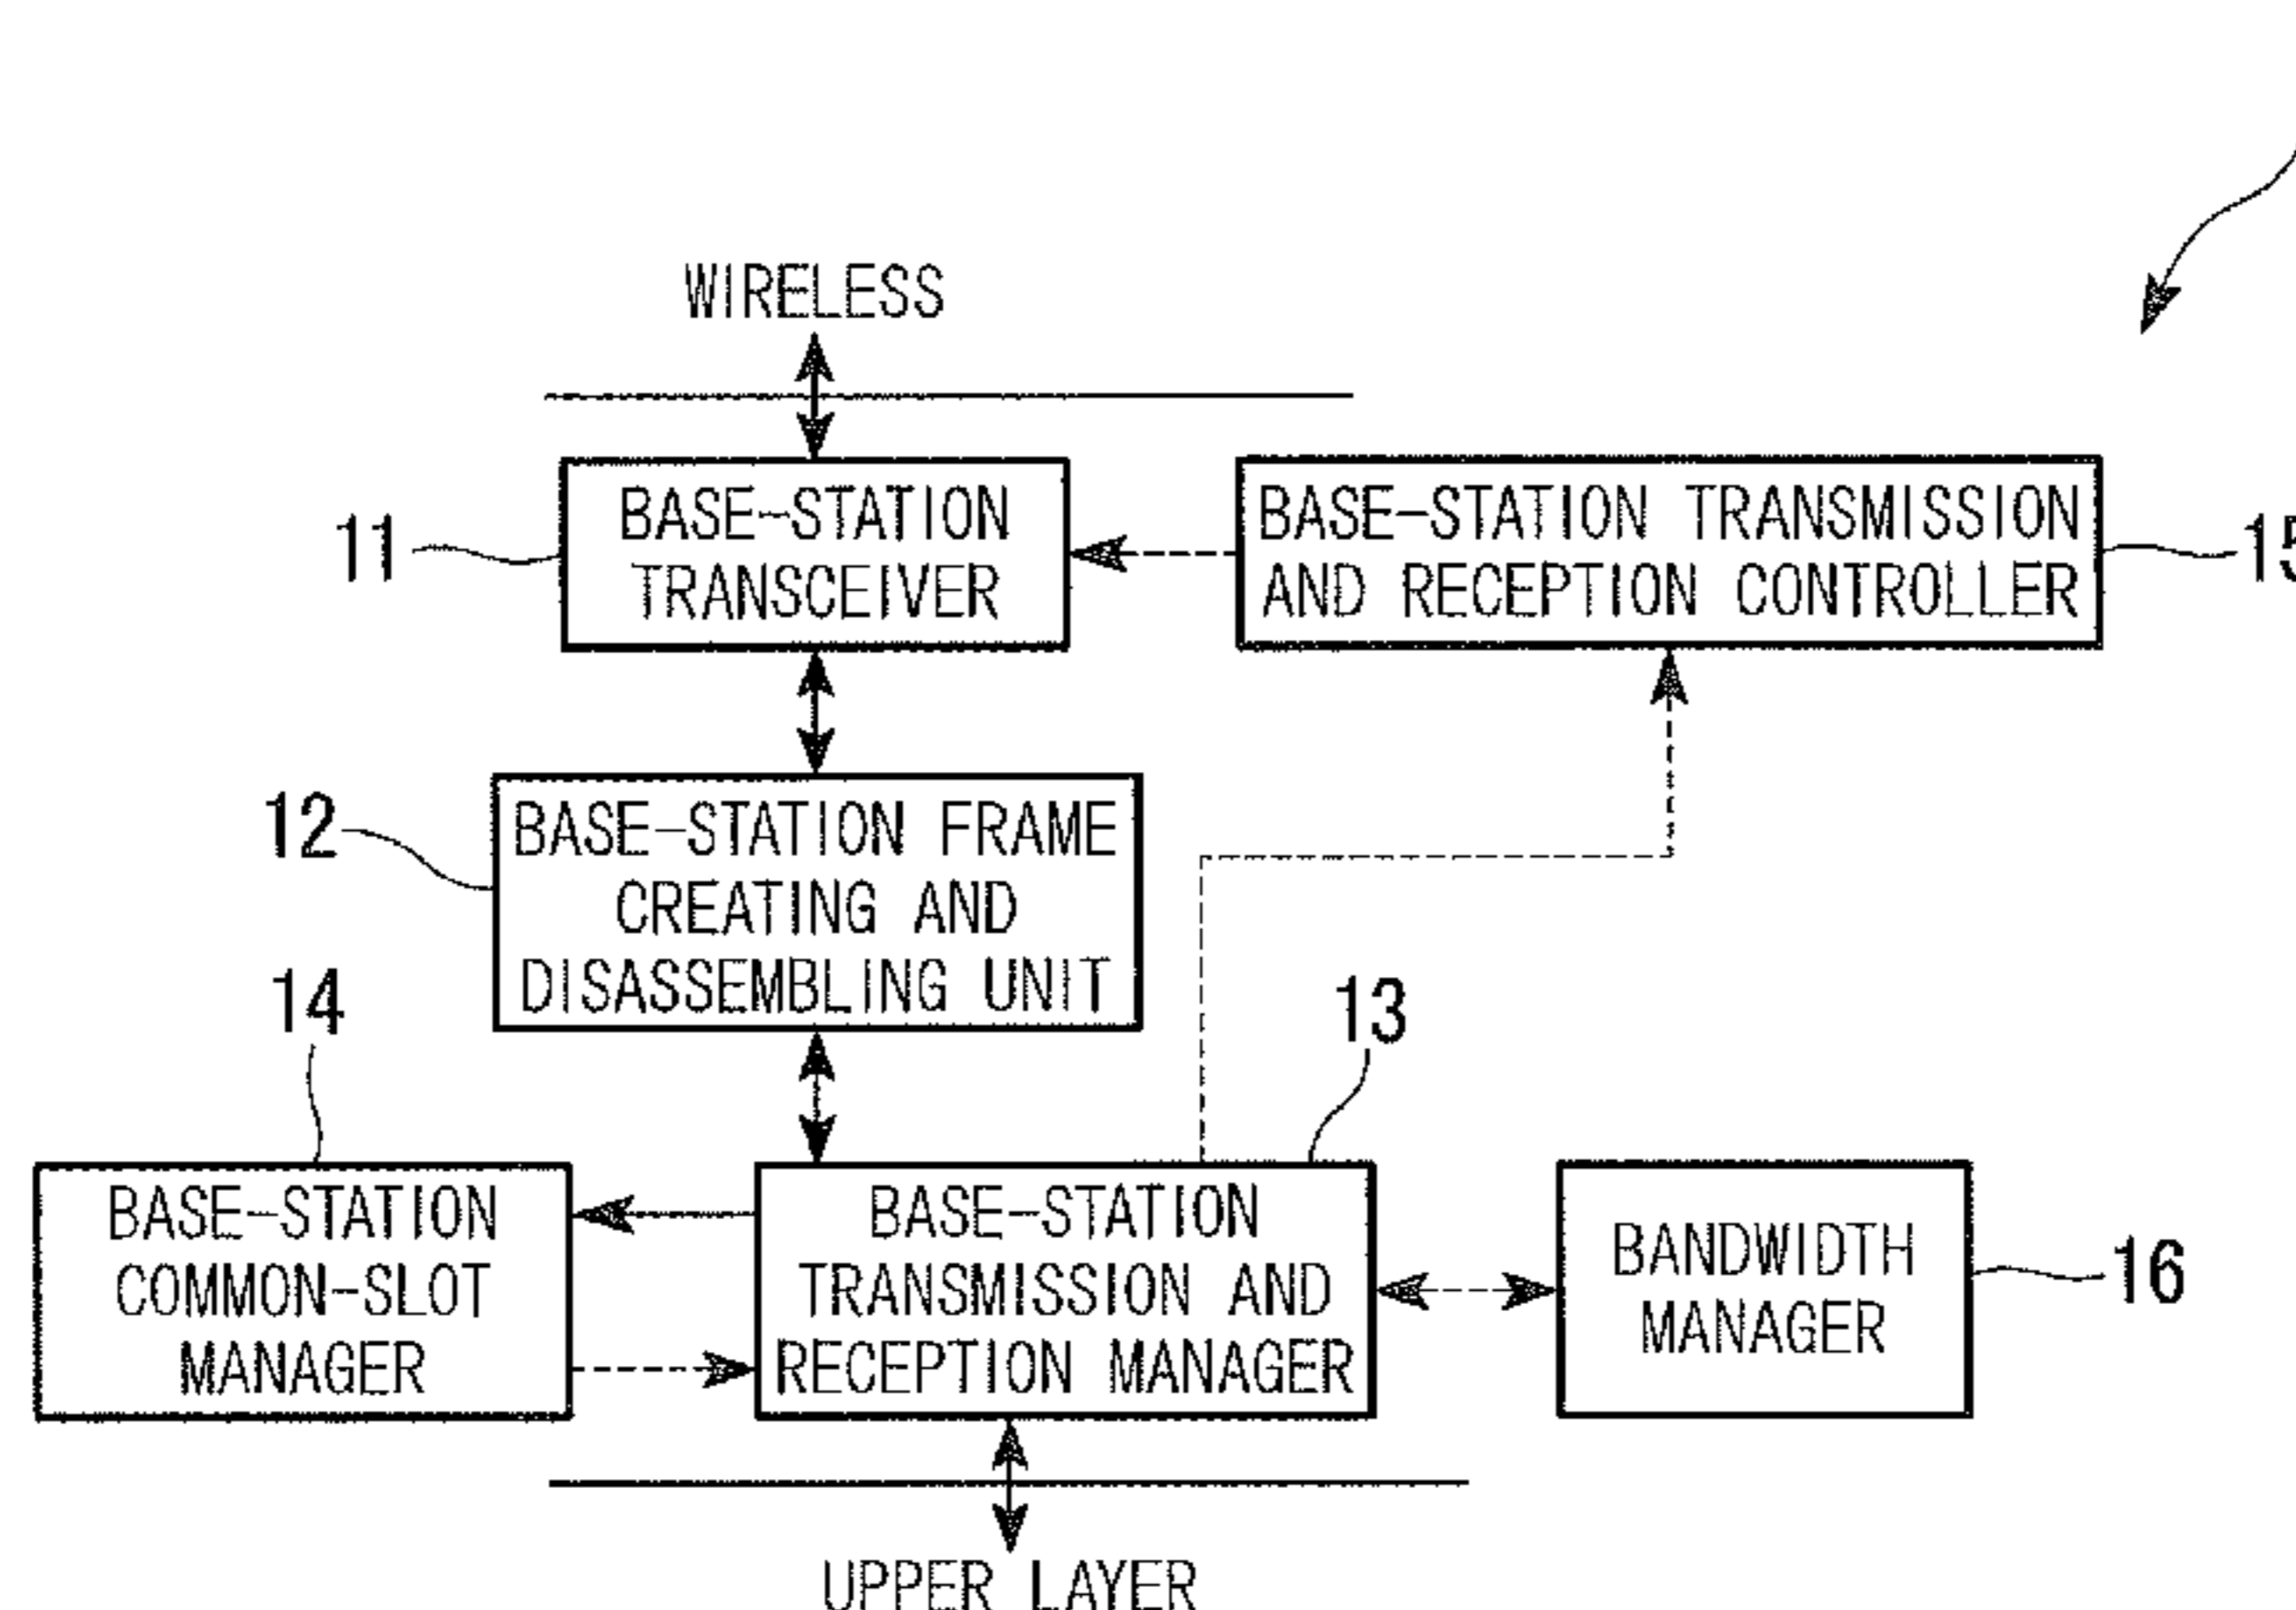 WIRELESS
11
BASE-STATION
TRANSCEIVER
BASE-STATION TRANSMISSION
AND RECEPTION CONTROLLER
15
12
BASE-STATION FRAME
CREATING AND
DISASSEMBLING UNIT
14
13
BASE-STATION
COMMON-SLOT
MANAGER
BASE-STATION
TRANSMISSION AND
RECEPTION MANAGER
BANDWIDTH
MANAGER
16
UPPER LAYER